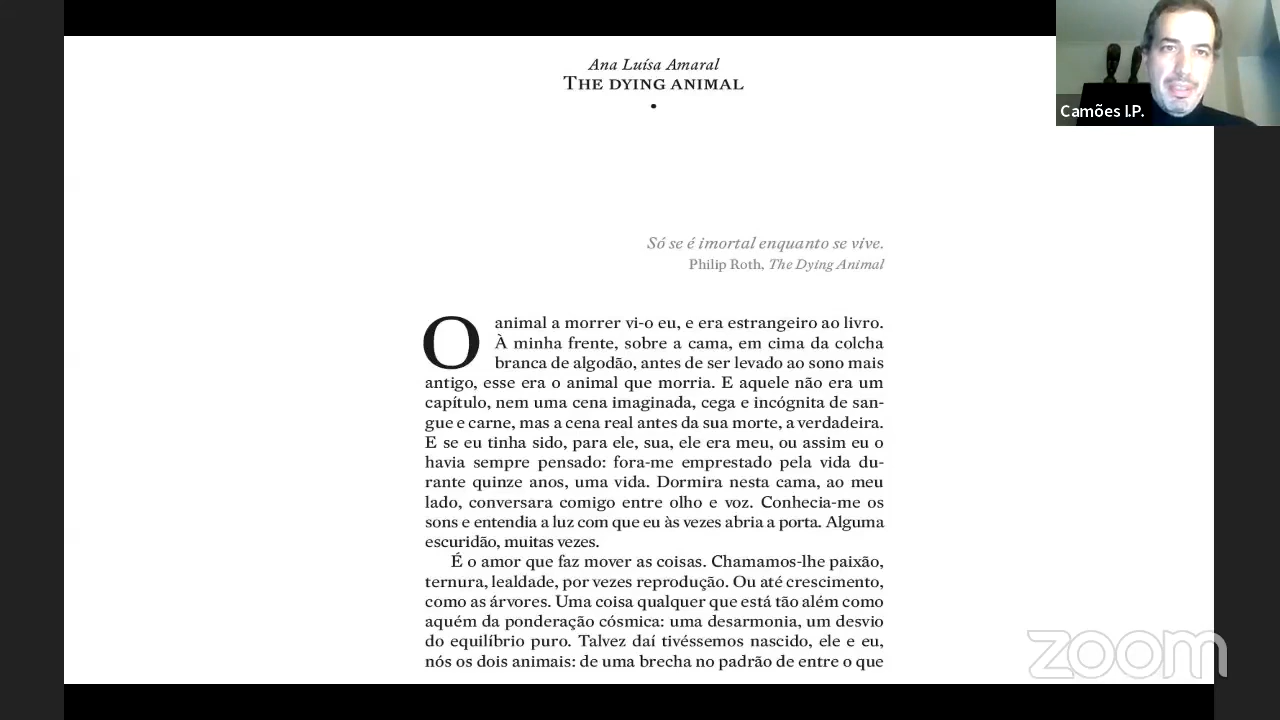 Ana Luísa Amaral
THE DYING ANIMAL
•
Camões I.P.
Só se é imortal enquanto se vive.
Philip Roth, The Dying Animal
O animal a morrer vi-o eu, e era estrangeiro ao livro.
À minha frente, sobre a cama, em cima da colcha
branca de algodão, antes de ser levado ao sono mais
antigo, esse era o animal que morria. E aquele não era um
capítulo, nem uma cena imaginada, cega e incógnita de san-
gue e carne, mas a cena real antes da sua morte, a verdadeira.
E se eu tinha sido, para ele, sua, ele era meu, ou assim eu o
havia sempre pensado: fora-me emprestado pela vida du-
rante quinze anos, uma vida. Dormira nesta cama, ao meu
lado, conversara comigo entre olho e voz. Conhecia-me os
sons e entendia a luz com que eu às vezes abria a porta. Alguma
escuridão, muitas vezes.
É o amor que faz mover as coisas. Chamamos-lhe paixão,
ternura, lealdade, por vezes reprodução. Ou até crescimento,
como as árvores. Uma coisa qualquer que está tão além como
aquém da ponderação cósmica: uma desarmonia, um desvio
do equilíbrio puro. Talvez daí tivéssemos nascido, ele e eu,
nós os dois animais: de uma brecha no padrão de entre o que
zoom